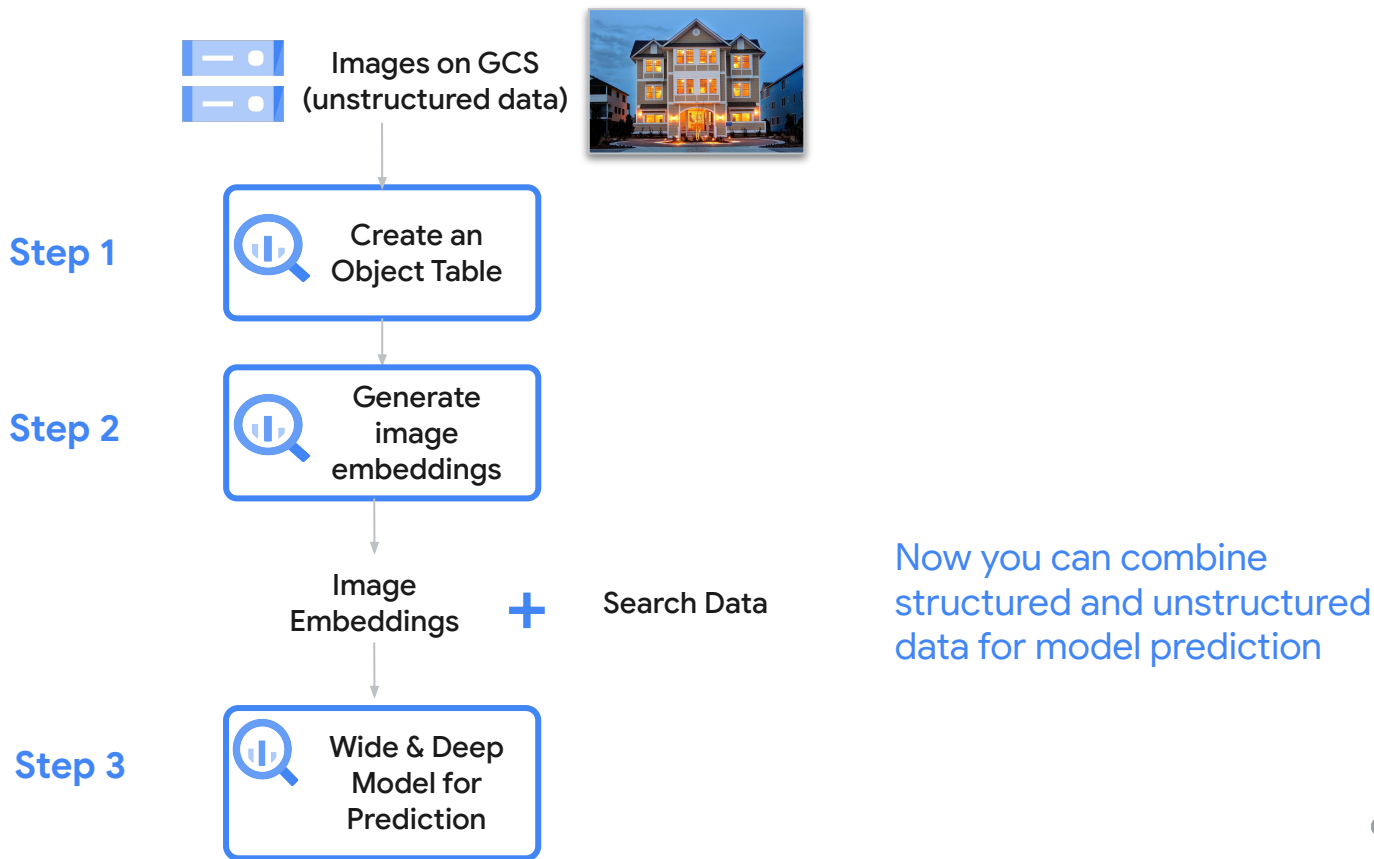 Images on GCS
(unstructured data)
Step 1
Create an
Object Table
Step 2
Generate
image
embeddings
Image
Embeddings
+
Search Data
Now you can combine
structured and unstructured
data for model prediction
Step 3
Wide & Deep
Model for
Prediction